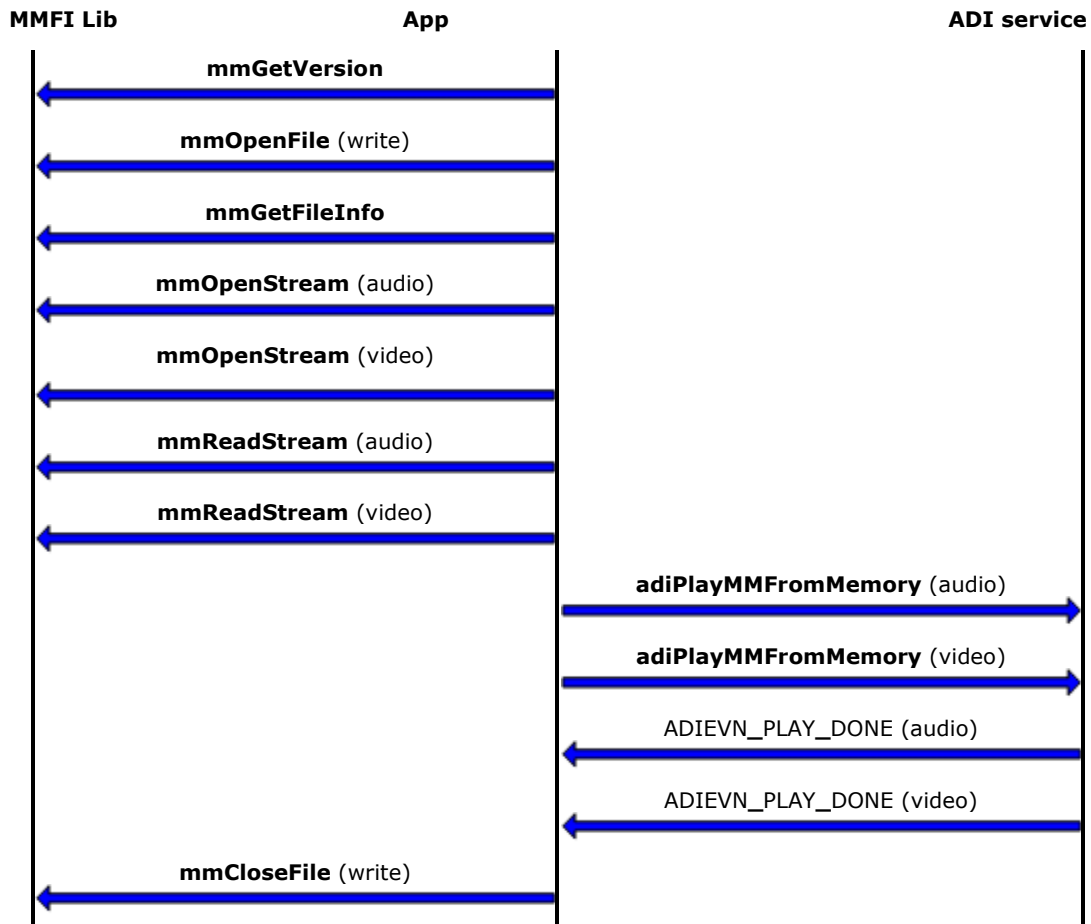 MMFI Lib App ADI service
mmGetVersion
mmOpenFile (write)
mmGetFileInfo
mmOpenStream (audio)
mmOpenStream (video)
mmReadStream (audio)
mmReadStream (video)
adiPlayMMFromMemory (audio)
adiPlayMMFromMemory (video)
ADIEVN_PLAY_DONE (audio)
ADIEVN_PLAY_DONE (video)
mmCloseFile (write)